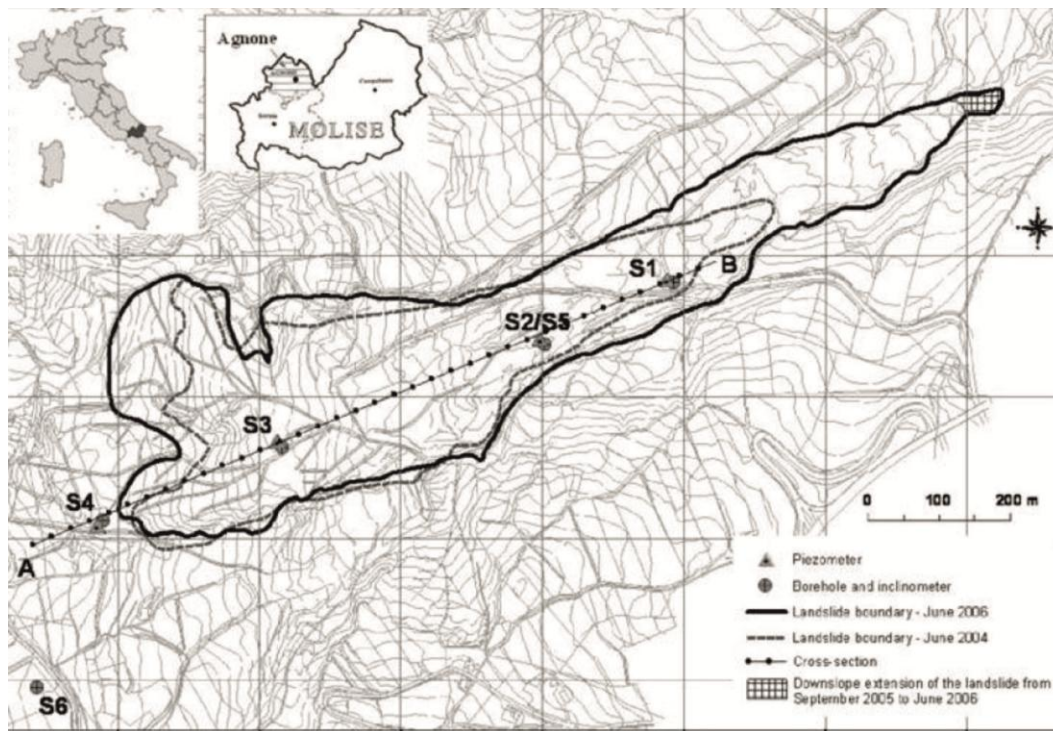 Agnone
MOLISE
S1
B
S2/S5
S3
S4
A
S6
0 100 200 m
Piezometer
Borehole and inclinometer
Landslide boundary - June 2006
Landslide boundary - June 2004
Cross-section
Downslope extension of the landslide from
September 2005 to June 2006